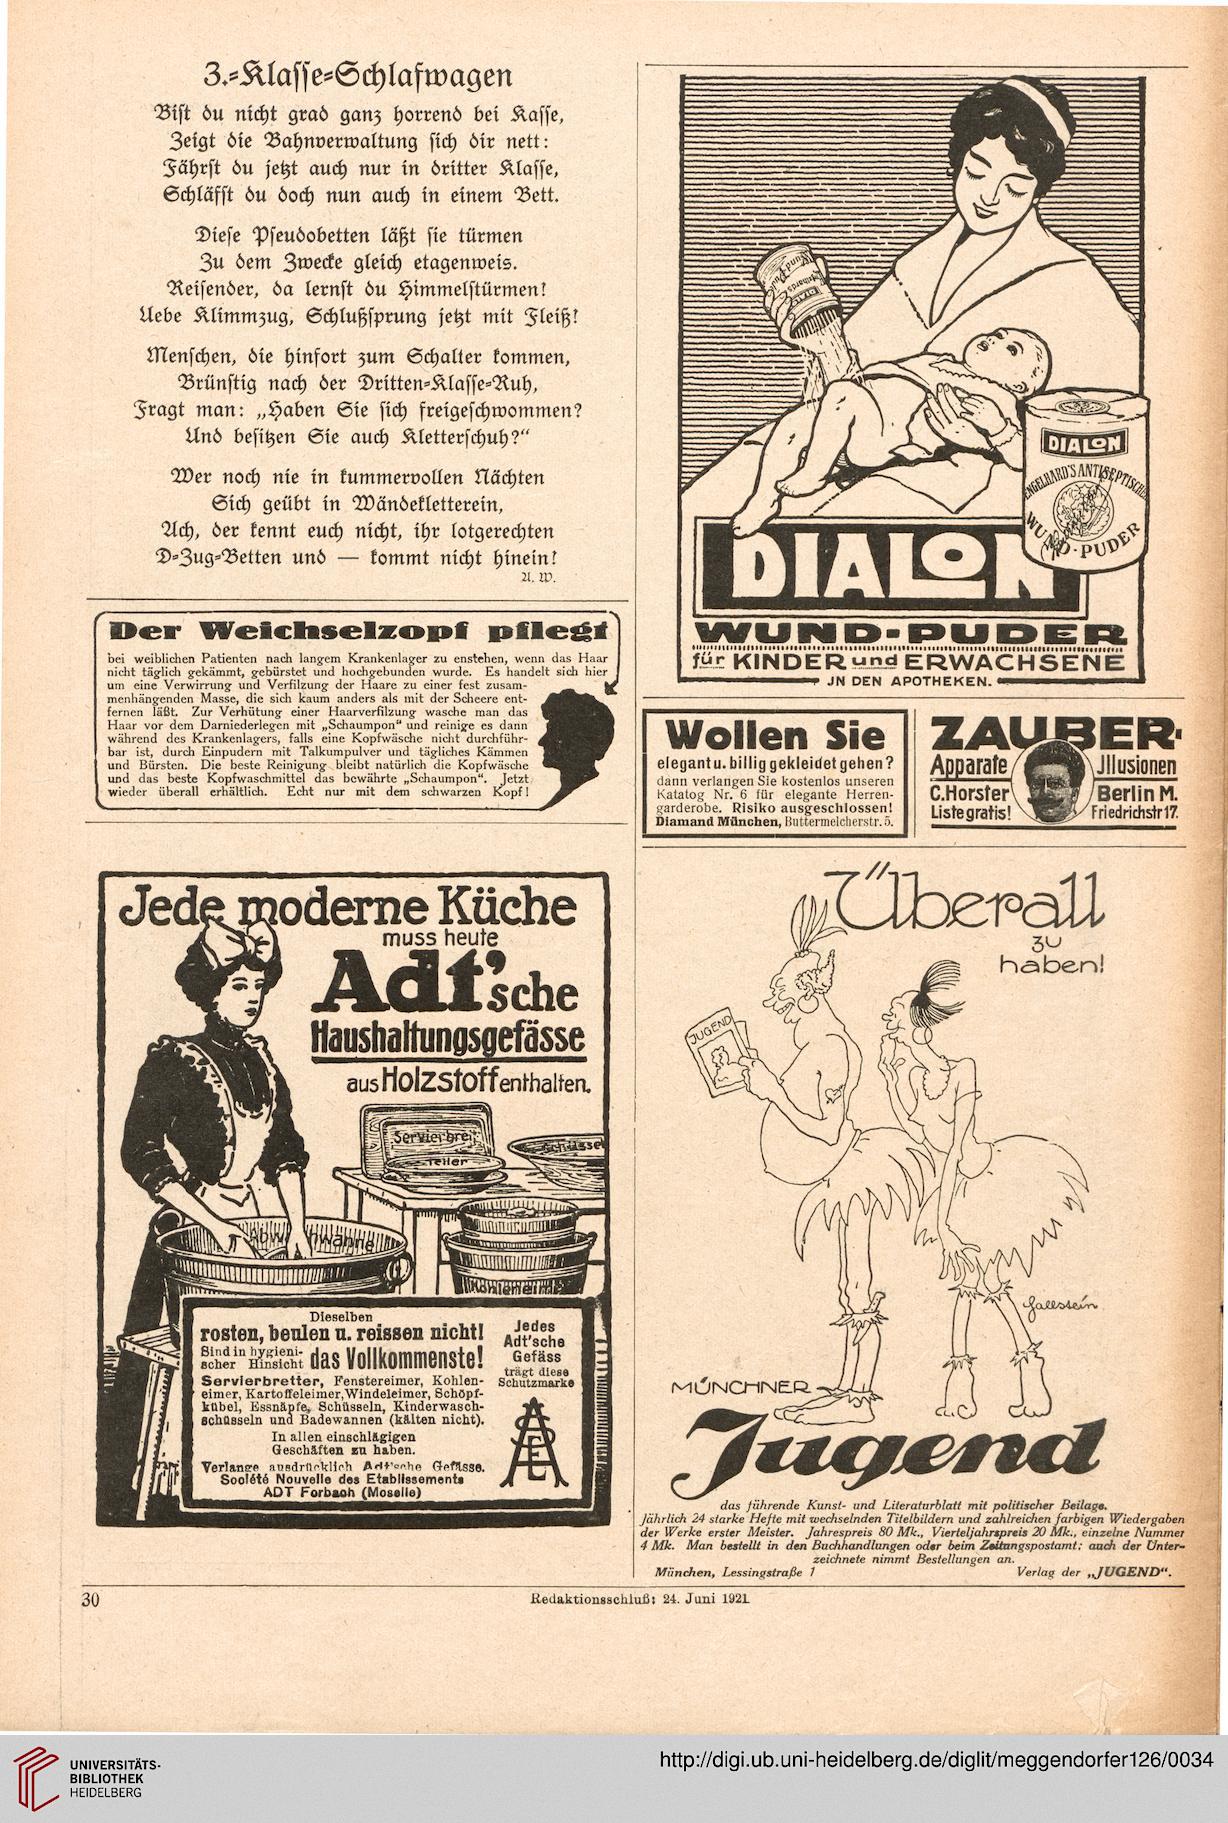 3.-Klasse-Schlafwagen
Bist du nicht grad ganz horrend bei Kasse,
Zeigt die Bahnverwaltung sich dir nett:
Fährst du jetzt auch nur in dritter Klasse,
Schläfst du doch nun auch in einem Bett.
Diese Pseudobetten läßt sie türmen
Zu dem Zwecke gleich etagenweis.
Reisender, da lernst du Himmelstürmen!
Uebe Klimmzug, Schlußsprung jetzt mit Fleiß!
Menschen, die hinfort zum Schalter kommen,
Brünstig nach der Dritten-Klasse-Ruh,
Fragt man: „Haben Sie sich freigeschwommen?
Und besitzen Sie auch Kletterschuh?“
Wer noch nie in kummervollen Nächten
Sich geübt in Wändekletterein,
Ach, der kennt euch nicht, ihr lotgerechten
D-Zug-Betten und — kommt nicht hinein!
A. W.
Der Weichselzopf pflegt
bei weiblichen Patienten nach langem Krankenlager zu enstehen, wenn das Haar
nicht täglich gekämmt, gebürstet und hochgebunden wurde. Es handelt sich hier
um eine Verwirrung und Verfilzung der Haare zu einer fest zusam-
menhängenden Masse, die sich kaum anders als mit der Scheere ent-
fernen läßt. Zur Verhütung einer Haarverfilzung wasche man das
Haar vor dem Darniederlegen mit „Schaumpon“ und reinige es dann
während des Krankenlagers, falls eine Kopfwäsche nicht durchführ-
bar ist, durch Einpudern mit Talkumpulver und tägliches Kämmen
und Bürsten. Die beste Reinigung bleibt natürlich die Kopfwäsche
und das beste Kopfwaschmittel das bewährte „Schaumpon“. Jetzt
wieder überall erhältlich. Echt nur mit dem schwarzen Kopf!
Jede moderne Küche
muss heute
Adt'sche
Haushaltungsgefässe
aus Holzstoff enthalten.
Servierbrett
Teller
Schüssel
Abwaschwanne
Kohleneimer
Dieselben
rosten, beulen u. reissen nicht!
Sind in hygieni-
scher Hinsicht das Vollkommenste!
Servierbretter, Fenstereimer, Kohlen-
eimer, Kartoffeleimer, Windeleimer, Schöpf-
kübel, Essnäpfe, Schüsseln, Kinderwasch-
schüsseln und Badewannen (kälten nicht).
In allen einschlägigen
Geschäften zu haben.
Verlange ausdrücklich Adt'sche Gefässe.
Société Nouvelle des Etablissements
ADT Forbach (Moselle)
Jedes
Adt'sche
Gefäss
trägt diese
Schutzmarke
DIALON
ENGELHARD'S ANTISEPTISCHER
WUND-PUDER
DIALON
WUND-PUDER
für KINDER und ERWACHSENE
JN DEN APOTHEKEN.
Wollen Sie
elegant u. billig gekleidet gehen?
dann verlangen Sie kostenlos unseren
Katalog Nr. 6 für elegante Herren-
garderobe. Risiko ausgeschlossen!
Diamand München, Buttermelcherstr. 5.
ZAUBER-
Apparate Jllusionen
C. Horster Berlin M.
Liste gratis! Friedrichstr 17.
Überall
zu
haben!
JUGEND
MÜNCHNER
Jugend
das führende Kunst- und Literaturblatt mit politischer Beilage.
Jährlich 24 starke Hefte mit wechselnden Titelbildern und zahlreichen farbigen Wiedergaben
der Werke erster Meister. Jahrespreis 80 Mk., Vierteljahrspreis 20 Mk., einzelne Nummer
4 Mk. Man bestellt in den Buchhandlungen oder beim Zeitungspostamt; auch der Unter-
zeichnete nimmt Bestellungen an.
München, Lessingstraße 1 Verlag der „JUGEND“.
30
Redaktionsschluß: 24. Juni 1921
UNIVERSITÄTS-
BIBLIOTHEK
HEIDELBERG
http://digi.ub.uni-heidelberg.de/diglit/meggendorfer126/0034